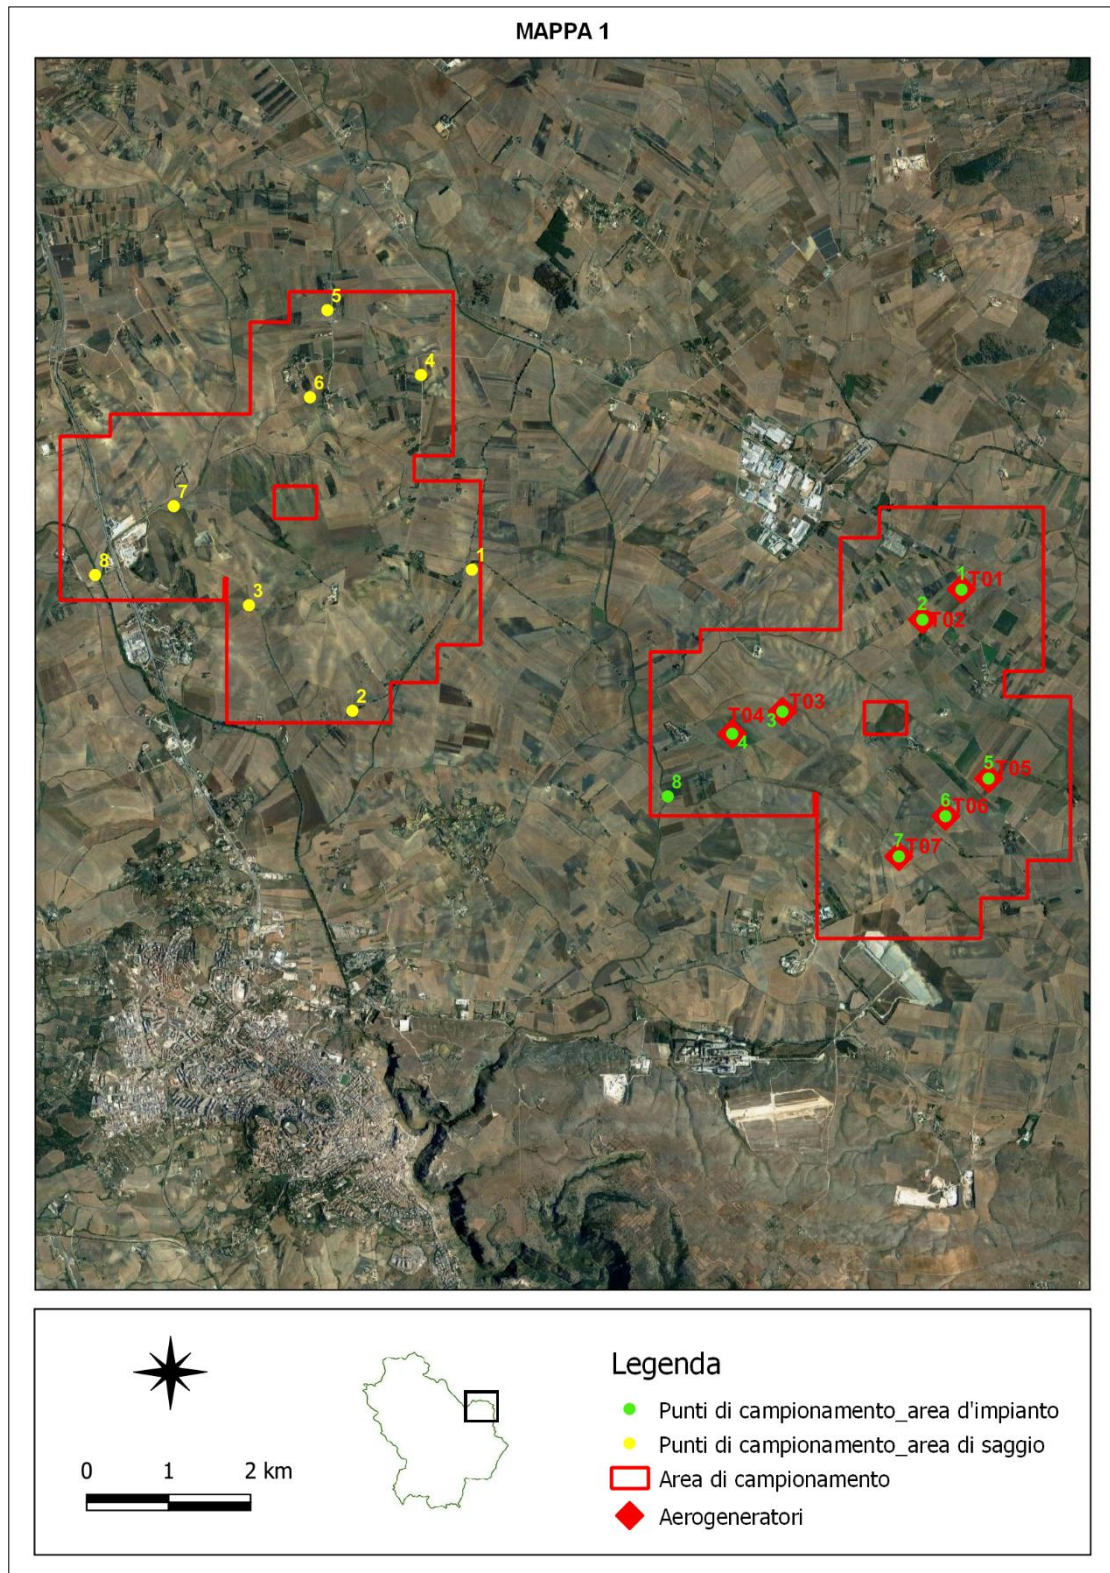 MAPPA 1
5
4
6
7
1
8
3
2
1
T01
2
T02
T03
T04
3
4
5
T05
8
6
T06
7
T07
Legenda
Punti di campionamento_area d'impianto
Punti di campionamento_area di saggio
Area di campionamento
Aerogeneratori
0 1 2 km